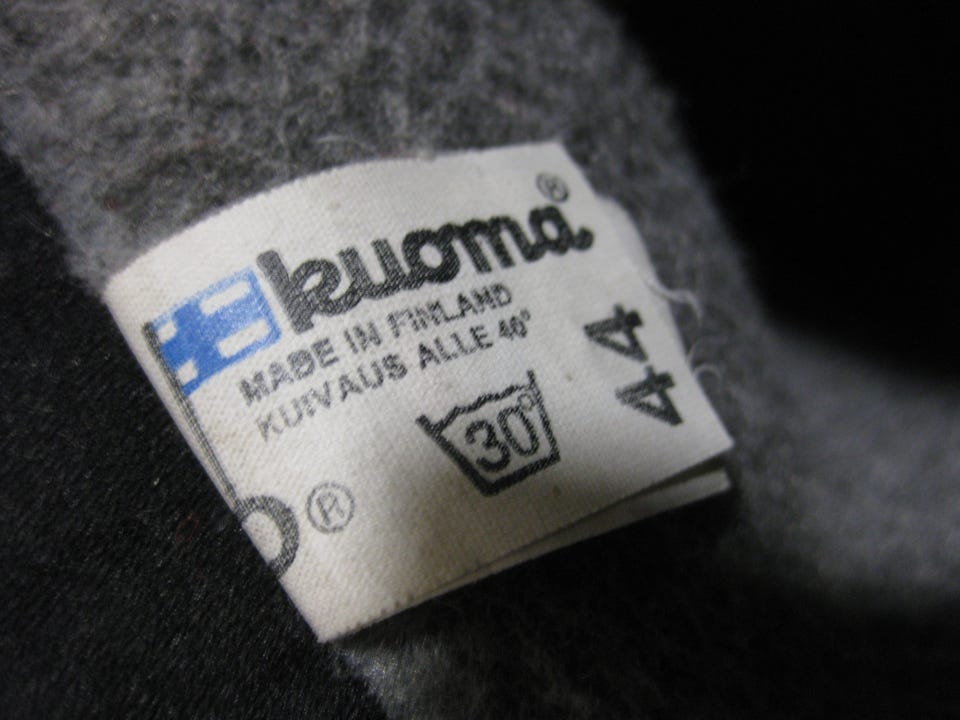 kuoma®
MADE IN FINLAND
KUIVAUS ALLE 40°
30°
44
®